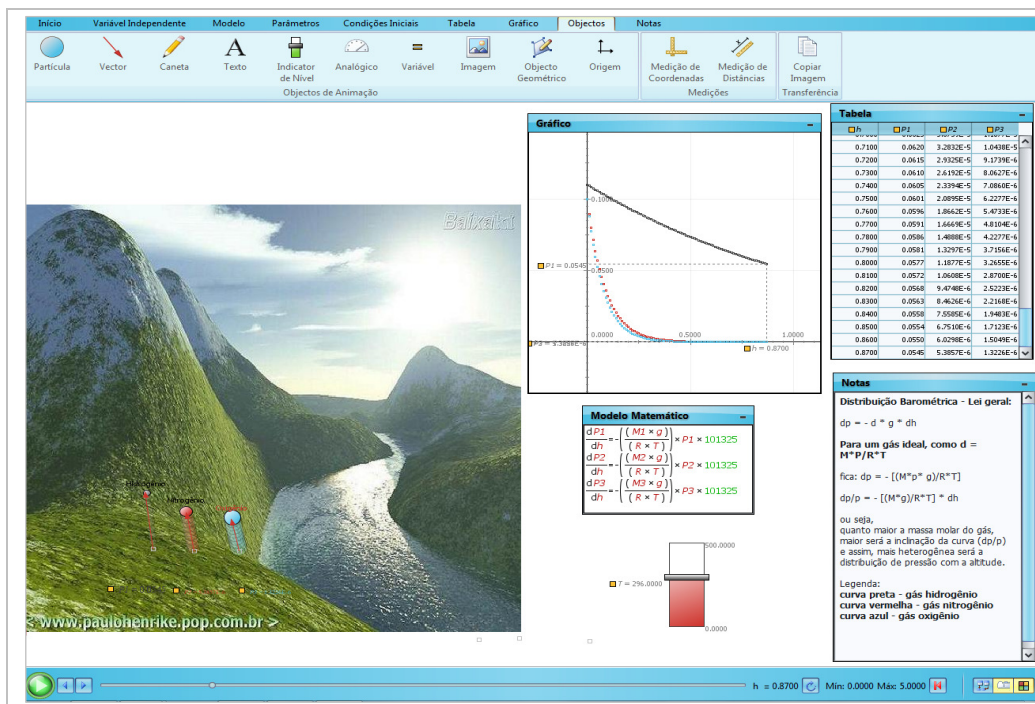 Início Variável Independente Modelo Parâmetros Condições Iniciais Tabela Gráfico Objectos Notas
Partícula Vector Caneta Texto Indicador de Nível Analógico Variável Imagem Objecto Geométrico Origem Medição de Coordenadas Medição de Distâncias Copiar Imagem
Objectos de Animação Medições Transferência
Baixaki
Hidrogênio
Nitrogênio
< www.paulohenrike.pop.com.br >
Gráfico
0.1000
P1 = 0.0545
0.0500
0.0000 0.5000 1.0000
h = 0.8700
Modelo Matemático
dP1/dh = -((M1 × g)/(R × T)) × P1 × 101325
dP2/dh = -((M2 × g)/(R × T)) × P2 × 101325
dP3/dh = -((M3 × g)/(R × T)) × P3 × 101325
500.0000
T = 296.0000
0.0000
Tabela
h P1 P2 P3
0.7100 0.0620 3.2832E-5 1.0438E-5
0.7200 0.0615 2.9325E-5 9.1739E-6
0.7300 0.0610 2.6192E-5 8.0627E-6
0.7400 0.0605 2.3394E-5 7.0860E-6
0.7500 0.0601 2.0895E-5 6.2277E-6
0.7600 0.0596 1.8662E-5 5.4733E-6
0.7700 0.0591 1.6669E-5 4.8104E-6
0.7800 0.0586 1.4888E-5 4.2277E-6
0.7900 0.0581 1.3297E-5 3.7156E-6
0.8000 0.0577 1.1877E-5 3.2655E-6
0.8100 0.0572 1.0608E-5 2.8700E-6
0.8200 0.0568 9.4748E-6 2.5223E-6
0.8300 0.0563 8.4626E-6 2.2168E-6
0.8400 0.0558 7.5585E-6 1.9483E-6
0.8500 0.0554 6.7510E-6 1.7123E-6
0.8600 0.0550 6.0298E-6 1.5049E-6
0.8700 0.0545 5.3857E-6 1.3226E-6
Notas
Distribuição Barométrica - Lei geral:
dp = - d * g * dh
Para um gás ideal, como d =
M*P/R*T
fica: dp = - [(M*p* g)/R*T]
dp/p = - [(M*g)/R*T] * dh
ou seja,
quanto maior a massa molar do gás,
maior será a inclinação da curva (dp/p)
e assim, mais heterogênea será a
distribuição de pressão com a altitude.
Legenda:
curva preta - gás hidrogênio
curva vermelha - gás nitrogênio
curva azul - gás oxigênio
h = 0.8700 Mín: 0.0000 Máx: 5.0000